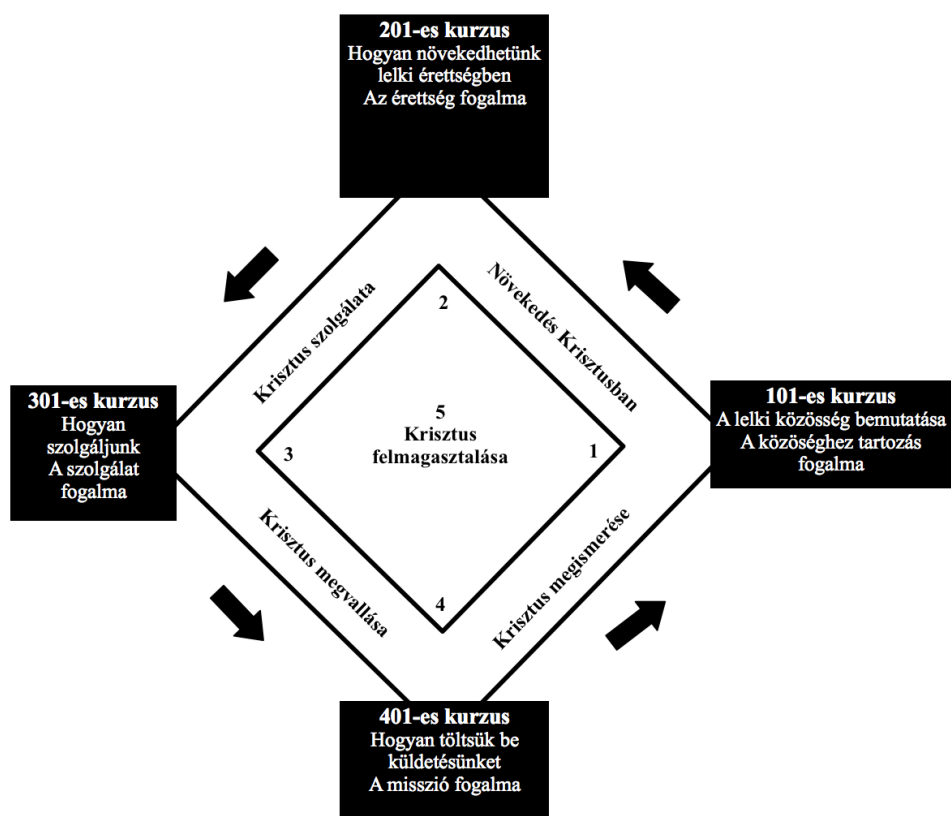 201-es kurzus
Hogyan növekedhetünk
lelki érettségben
Az érettség fogalma
Krisztus szolgálata
2
Növekedés Krisztusban
301-es kurzus
Hogyan
szolgáljunk
A szolgálat
fogalma
3
5
Krisztus
felmagasztalása
1
101-es kurzus
A lelki közösség bemutatása
A közöséghez tartozás
fogalma
Krisztus megvallása
4
Krisztus megismerése
401-es kurzus
Hogyan töltsük be
küldetésünket
A misszió fogalma